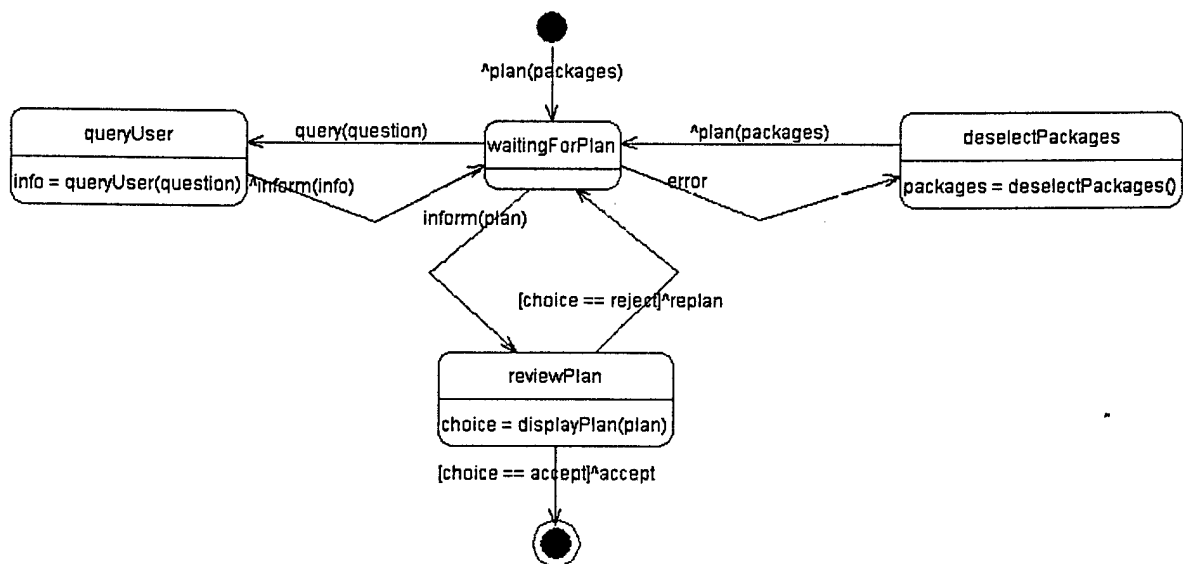 ^plan(packages)
queryUser
info = queryUser(question)
query(question)
^inform(info)
waitingForPlan
^plan(packages)
error
deselectPackages
packages = deselectPackages()
inform(plan)
[choice == reject]^replan
reviewPlan
choice = displayPlan(plan)
[choice == accept]^accept